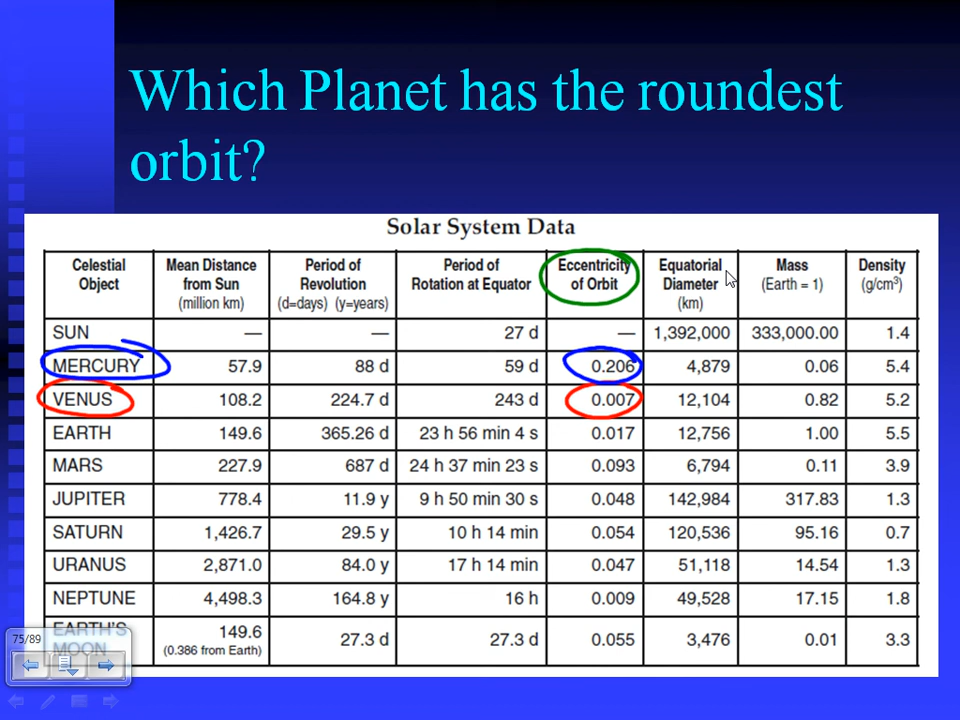 Which Planet has the roundest
orbit?
Solar System Data
Celestial Object Mean Distance from Sun (million km) Period of Revolution (d=days) (y=years) Period of Rotation at Equator Eccentricity of Orbit Equatorial Diameter (km) Mass (Earth = 1) Density (g/cm³)
SUN — — 27 d — 1,392,000 333,000.00 1.4
MERCURY 57.9 88 d 59 d 0.206 4,879 0.06 5.4
VENUS 108.2 224.7 d 243 d 0.007 12,104 0.82 5.2
EARTH 149.6 365.26 d 23 h 56 min 4 s 0.017 12,756 1.00 5.5
MARS 227.9 687 d 24 h 37 min 23 s 0.093 6,794 0.11 3.9
JUPITER 778.4 11.9 y 9 h 50 min 30 s 0.048 142,984 317.83 1.3
SATURN 1,426.7 29.5 y 10 h 14 min 0.054 120,536 95.16 0.7
URANUS 2,871.0 84.0 y 17 h 14 min 0.047 51,118 14.54 1.3
NEPTUNE 4,498.3 164.8 y 16 h 0.009 49,528 17.15 1.8
EARTH'S MOON 149.6 (0.386 from Earth) 27.3 d 27.3 d 0.055 3,476 0.01 3.3
75/89